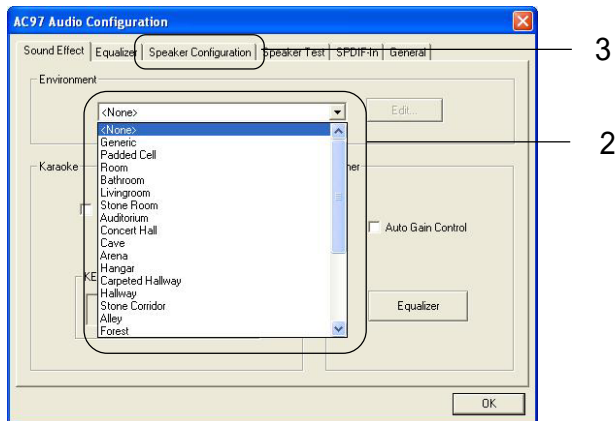 AC97 Audio Configuration
Sound Effect Equalizer Speaker Configuration Speaker Test SPDIF-In General
3
Environment
<None>
Edit...
2
<None>
Generic
Padded Cell
Karaoke
Room
her
Bathroom
Livingroom
Stone Room
Auditorium
Auto Gain Control
Concert Hall
Cave
Arena
Hangar
KE
Carpeted Hallway
Hallway
Stone Corridor
Equalizer
Alley
Forest
OK